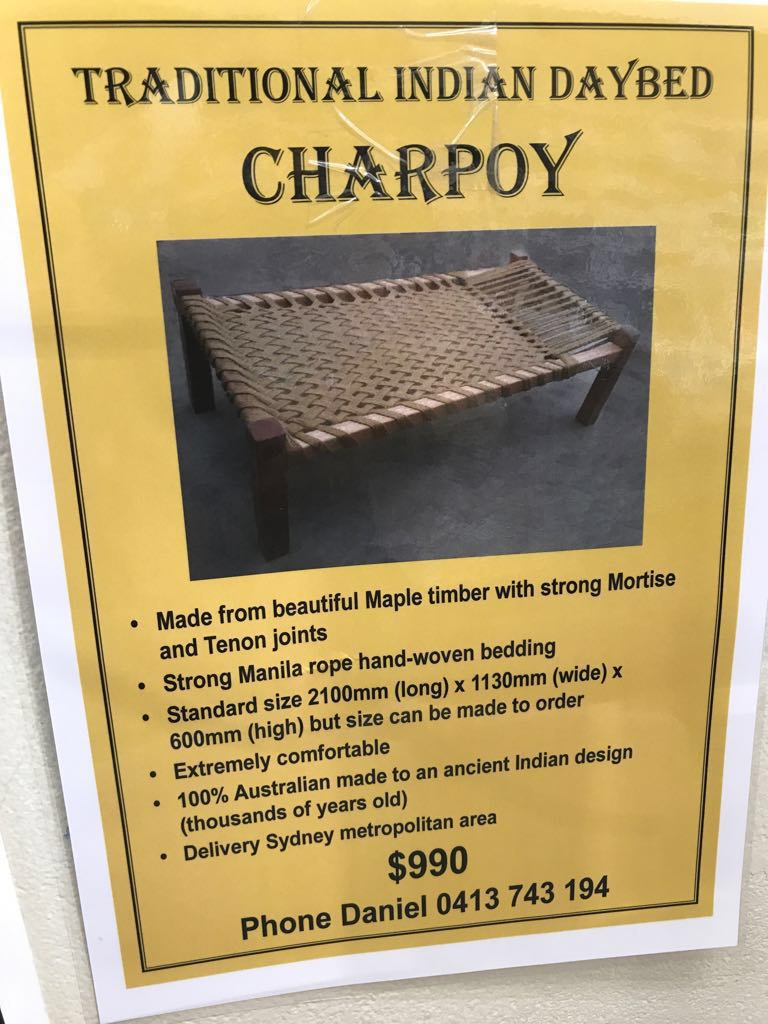 TRADITIONAL INDIAN DAYBED
CHARPOY
• Made from beautiful Maple timber with strong Mortise
and Tenon joints
• Strong Manila rope hand-woven bedding
• Standard size 2100mm (long) x 1130mm (wide) x
600mm (high) but size can be made to order
• Extremely comfortable
• 100% Australian made to an ancient Indian design
(thousands of years old)
• Delivery Sydney metropolitan area
$990
Phone Daniel 0413 743 194